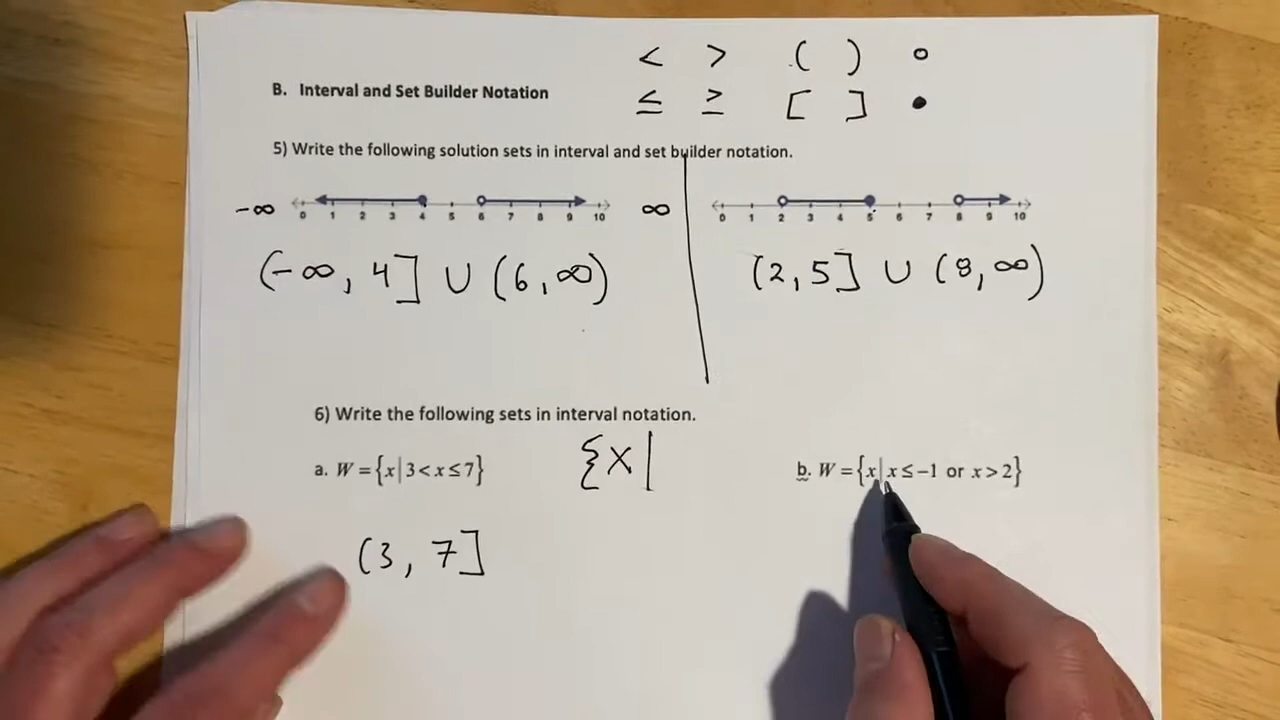 < > ( ) ○
B. Interval and Set Builder Notation
≤ ≥ [ ] ●
5) Write the following solution sets in interval and set builder notation.
-∞ 0 1 2 3 4 5 6 7 8 9 10 ∞
0 1 2 3 4 5 6 7 8 9 10
(-∞, 4] ∪ (6, ∞)
(2, 5] ∪ (8, ∞)
6) Write the following sets in interval notation.
a. W = {x|3<x≤7}
{x|
b. W = {x|x≤-1 or x>2}
(3, 7]